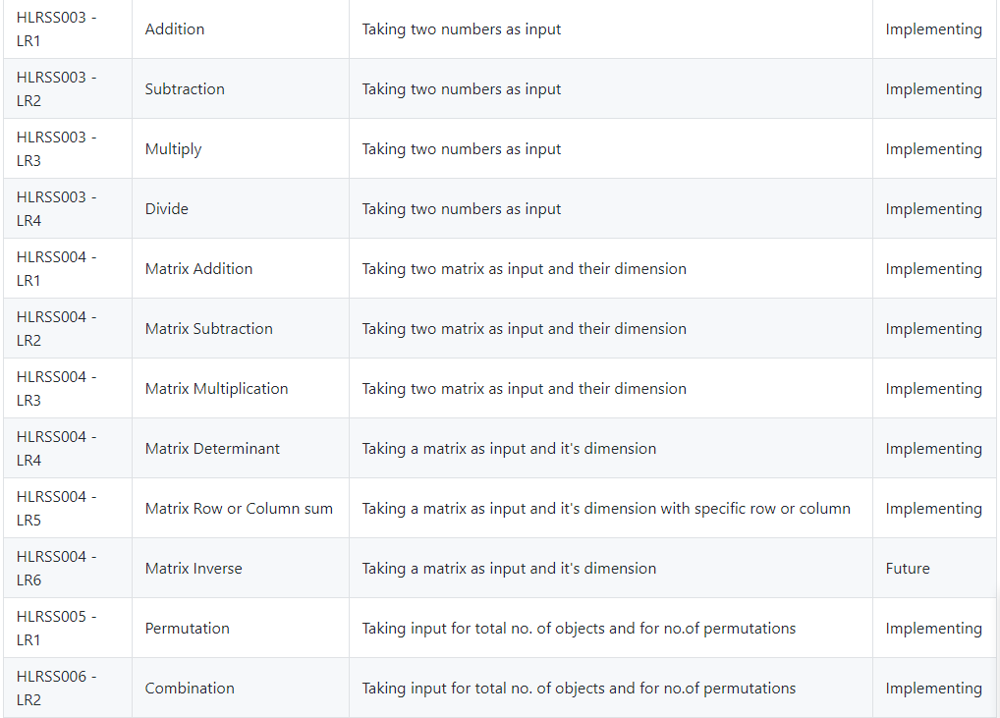 HLRSS003 -
LR1
Addition
Taking two numbers as input
Implementing
HLRSS003 -
LR2
Subtraction
Taking two numbers as input
Implementing
HLRSS003 -
LR3
Multiply
Taking two numbers as input
Implementing
HLRSS003 -
LR4
Divide
Taking two numbers as input
Implementing
HLRSS004 -
LR1
Matrix Addition
Taking two matrix as input and their dimension
Implementing
HLRSS004 -
LR2
Matrix Subtraction
Taking two matrix as input and their dimension
Implementing
HLRSS004 -
LR3
Matrix Multiplication
Taking two matrix as input and their dimension
Implementing
HLRSS004 -
LR4
Matrix Determinant
Taking a matrix as input and it's dimension
Implementing
HLRSS004 -
LR5
Matrix Row or Column sum
Taking a matrix as input and it's dimension with specific row or column
Implementing
HLRSS004 -
LR6
Matrix Inverse
Taking a matrix as input and it's dimension
Future
HLRSS005 -
LR1
Permutation
Taking input for total no. of objects and for no.of permutations
Implementing
HLRSS006 -
LR2
Combination
Taking input for total no. of objects and for no.of permutations
Implementing